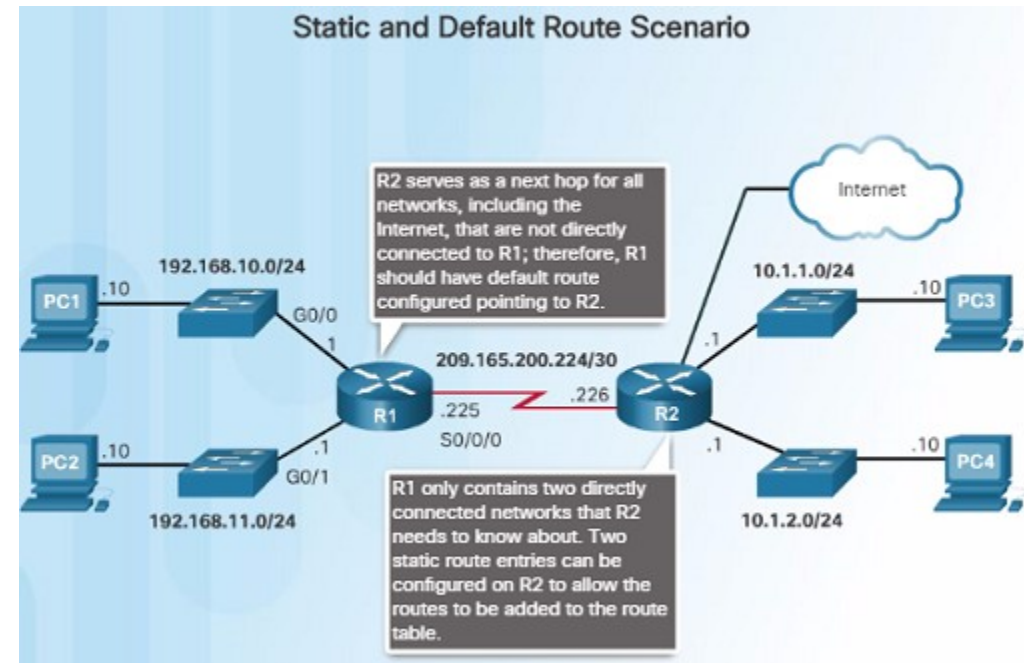 Static and Default Route Scenario
R2 serves as a next hop for all
networks, including the
Internet, that are not directly
connected to R1; therefore, R1
should have default route
configured pointing to R2.
Internet
192.168.10.0/24
10.1.1.0/24
PC1
.10
G0/0
.1
.10
PC3
209.165.200.224/30
.1
R1
.225
S0/0/0
.226
R2
PC2
.10
.1
G0/1
192.168.11.0/24
.1
.10
PC4
10.1.2.0/24
R1 only contains two directly
connected networks that R2
needs to know about. Two
static route entries can be
configured on R2 to allow the
routes to be added to the route
table.